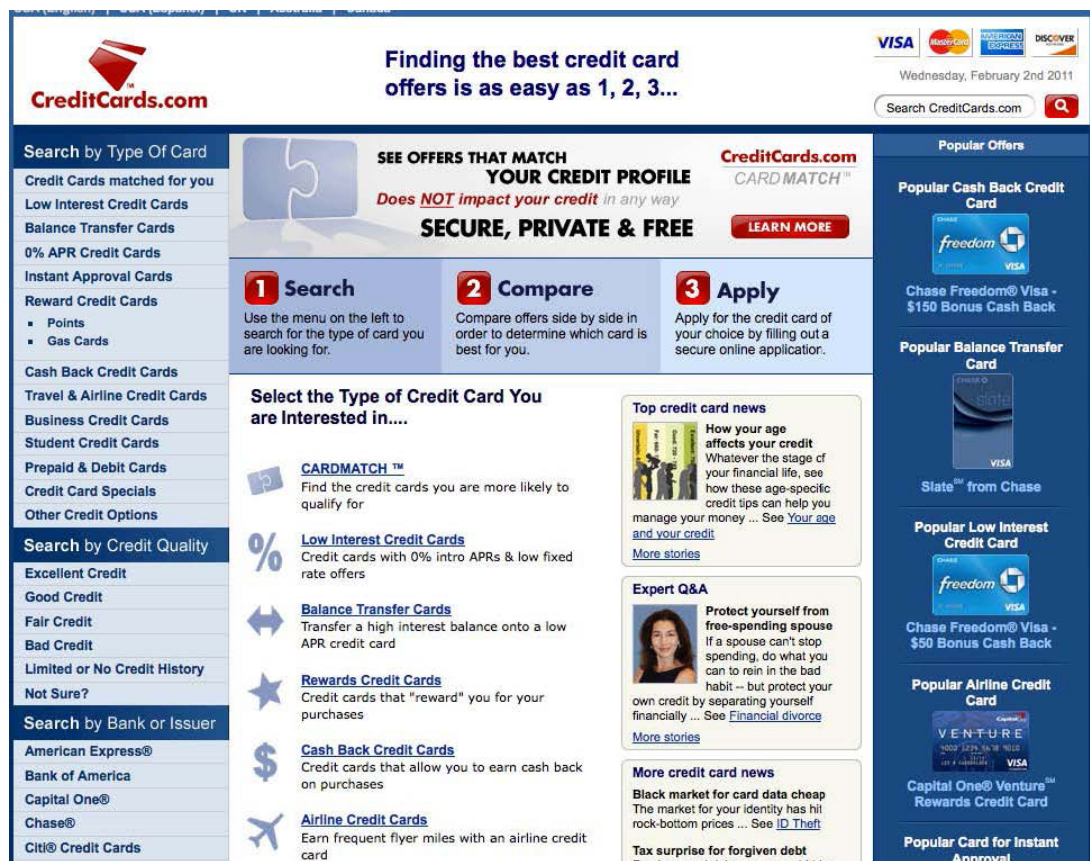 USA (English) | USA (Español) | UK | Australia | Canada
CreditCards.com
Finding the best credit card
offers is as easy as 1, 2, 3...
VISA MasterCard AMERICAN EXPRESS DISCOVER
Wednesday, February 2nd 2011
Search CreditCards.com
Search by Type Of Card
Credit Cards matched for you
Low Interest Credit Cards
Balance Transfer Cards
0% APR Credit Cards
Instant Approval Cards
Reward Credit Cards
Points
Gas Cards
Cash Back Credit Cards
Travel & Airline Credit Cards
Business Credit Cards
Student Credit Cards
Prepaid & Debit Cards
Credit Card Specials
Other Credit Options
Search by Credit Quality
Excellent Credit
Good Credit
Fair Credit
Bad Credit
Limited or No Credit History
Not Sure?
Search by Bank or Issuer
American Express®
Bank of America
Capital One®
Chase®
Citi® Credit Cards
SEE OFFERS THAT MATCH
YOUR CREDIT PROFILE
Does NOT impact your credit in any way
SECURE, PRIVATE & FREE
CreditCards.com
CARDMATCH™
LEARN MORE
1 Search
Use the menu on the left to
search for the type of card you
are looking for.
2 Compare
Compare offers side by side in
order to determine which card is
best for you.
3 Apply
Apply for the credit card of
your choice by filling out a
secure online application.
Select the Type of Credit Card You
are Interested in....
CARDMATCH ™
Find the credit cards you are more likely to
qualify for
Low Interest Credit Cards
Credit cards with 0% intro APRs & low fixed
rate offers
Balance Transfer Cards
Transfer a high interest balance onto a low
APR credit card
Rewards Credit Cards
Credit cards that "reward" you for your
purchases
Cash Back Credit Cards
Credit cards that allow you to earn cash back
on purchases
Airline Credit Cards
Earn frequent flyer miles with an airline credit
card
Top credit card news
How your age
affects your credit
Whatever the stage of
your financial life, see
how these age-specific
credit tips can help you
manage your money ... See Your age
and your credit
More stories
Expert Q&A
Protect yourself from
free-spending spouse
If a spouse can't stop
spending, do what you
can to rein in the bad
habit -- but protect your
own credit by separating yourself
financially ... See Financial divorce
More stories
More credit card news
Black market for card data cheap
The market for your identity has hit
rock-bottom prices ... See ID Theft
Tax surprise for forgiven debt
Popular Offers
Popular Cash Back Credit
Card
CHASE
freedom
VISA
Chase Freedom® Visa -
$150 Bonus Cash Back
Popular Balance Transfer
Card
CHASE
slate
VISA
Slate℠ from Chase
Popular Low Interest
Credit Card
CHASE
freedom
VISA
Chase Freedom® Visa -
$50 Bonus Cash Back
Popular Airline Credit
Card
VENTURE
VISA
Capital One® Venture℠
Rewards Credit Card
Popular Card for Instant
Approval